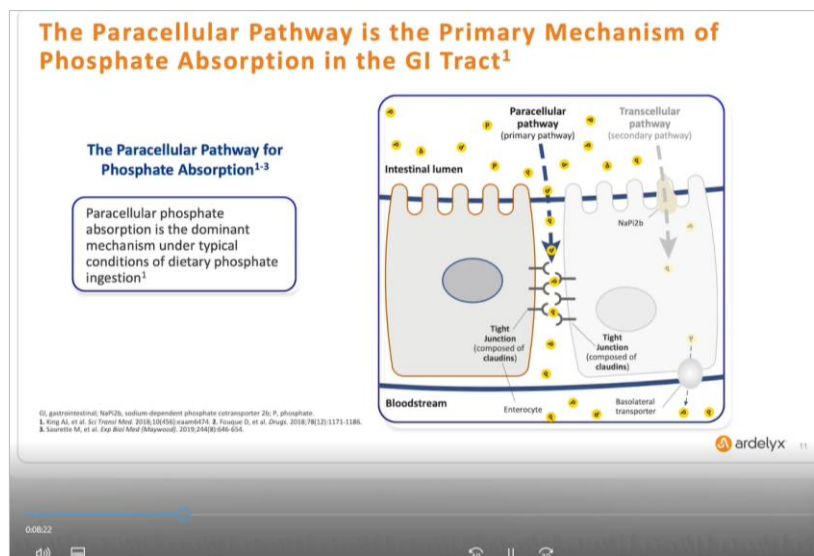 The Paracellular Pathway is the Primary Mechanism of
Phosphate Absorption in the GI Tract1
The Paracellular Pathway for
Phosphate Absorption1-3
Paracellular phosphate
absorption is the dominant
mechanism under typical
conditions of dietary phosphate
ingestion1
Paracellular
pathway
(primary pathway)
Transcellular
pathway
(secondary pathway)
Intestinal lumen
NaPi2b
Tight
Junction
(composed of
claudins)
Tight
Junction
(composed of
claudins)
Bloodstream
Enterocyte
Basolateral
transporter
GI, gastrointestinal; NaPi2b, sodium-dependent phosphate cotransporter 2b; P, phosphate.
1. King AJ, et al. Sci Transl Med. 2018;10(456):eaam6474. 2. Fouque D, et al. Drugs. 2018;78(12):1171-1186.
3. Saurette M, et al. Exp Biol Med (Maywood). 2019;244(8):646-654.
ardelyx 11
0:08:22